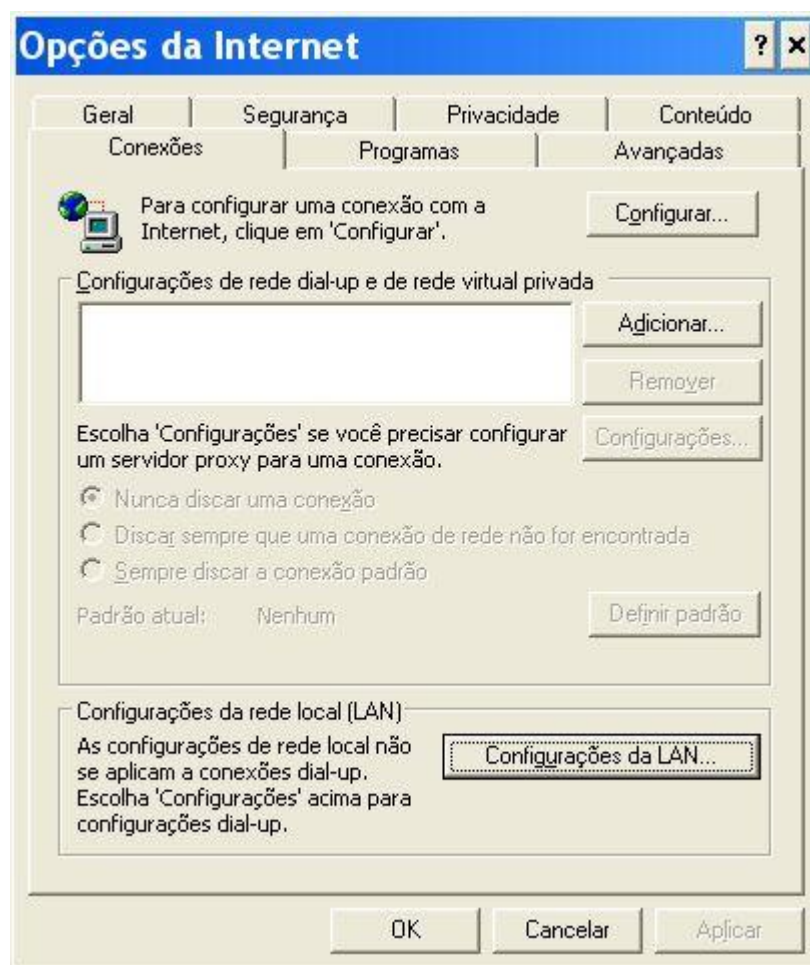 Opções da Internet
? ×
Geral Segurança Privacidade Conteúdo
Conexões Programas Avançadas
Para configurar uma conexão com a
Internet, clique em 'Configurar'.
Configurar...
Configurações de rede dial-up e de rede virtual privada
Adicionar...
Remover
Escolha 'Configurações' se você precisar configurar
um servidor proxy para uma conexão.
Configurações...
Nunca discar uma conexão
Discar sempre que uma conexão de rede não for encontrada
Sempre discar a conexão padrão
Padrão atual: Nenhum
Definir padrão
Configurações da rede local (LAN)
As configurações de rede local não
se aplicam a conexões dial-up.
Escolha 'Configurações' acima para
configurações dial-up.
Configurações da LAN...
OK Cancelar Aplicar